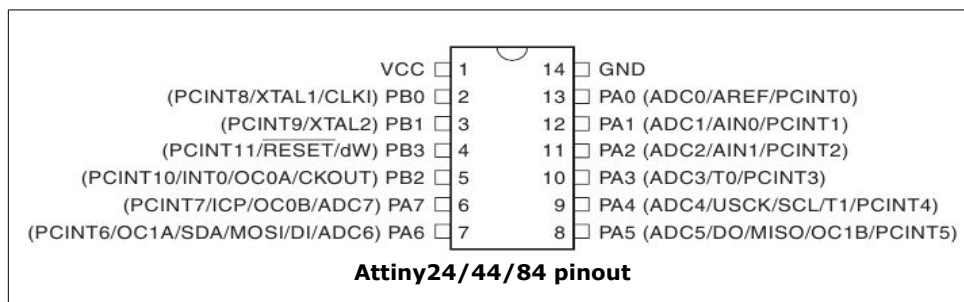 VCC 1 14 GND
(PCINT8/XTAL1/CLKI) PB0 2 13 PA0 (ADC0/AREF/PCINT0)
(PCINT9/XTAL2) PB1 3 12 PA1 (ADC1/AIN0/PCINT1)
(PCINT11/RESET/dW) PB3 4 11 PA2 (ADC2/AIN1/PCINT2)
(PCINT10/INT0/OC0A/CKOUT) PB2 5 10 PA3 (ADC3/T0/PCINT3)
(PCINT7/ICP/OC0B/ADC7) PA7 6 9 PA4 (ADC4/USCK/SCL/T1/PCINT4)
(PCINT6/OC1A/SDA/MOSI/DI/ADC6) PA6 7 8 PA5 (ADC5/DO/MISO/OC1B/PCINT5)
Attiny24/44/84 pinout